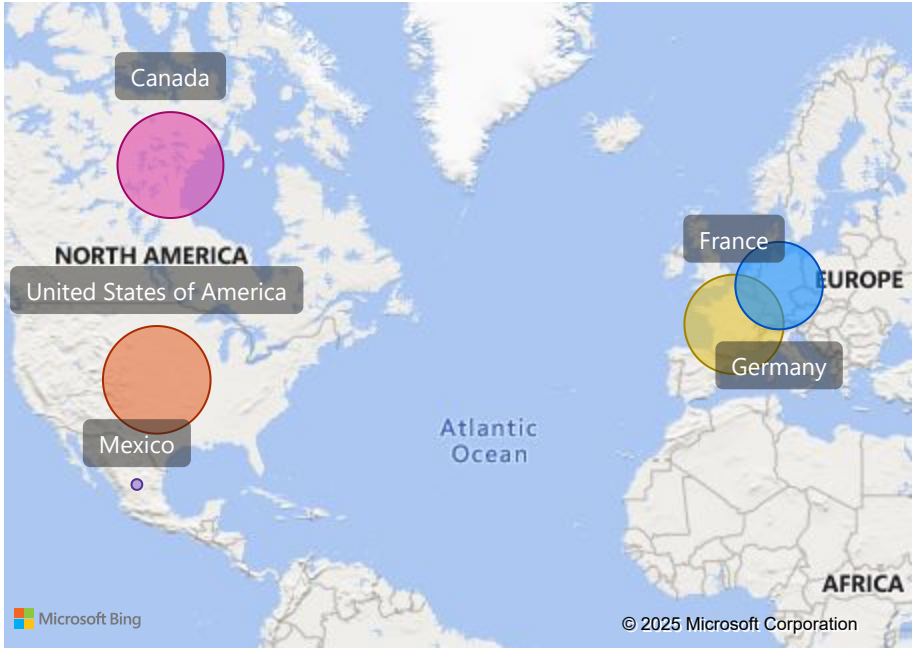 Canada
NORTH AMERICA
United States of America
Mexico
France
EUROPE
Germany
Atlantic
Ocean
AFRICA
Microsoft Bing
© 2025 Microsoft Corporation